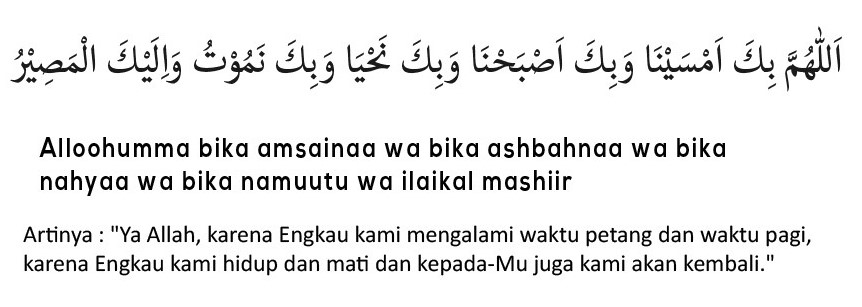 اَللّٰهُمَّ بِكَ اَمْسَيْنَا وَبِكَ اَصْبَحْنَا وَبِكَ نَحْيَا وَبِكَ نَمُوْتُ وَاِلَيْكَ الْمَصِيْرُ
Alloohumma bika amsainaa wa bika ashbahnaa wa bika
nahyaa wa bika namuutu wa ilaikal mashiir
Artinya : "Ya Allah, karena Engkau kami mengalami waktu petang dan waktu pagi,
karena Engkau kami hidup dan mati dan kepada-Mu juga kami akan kembali."